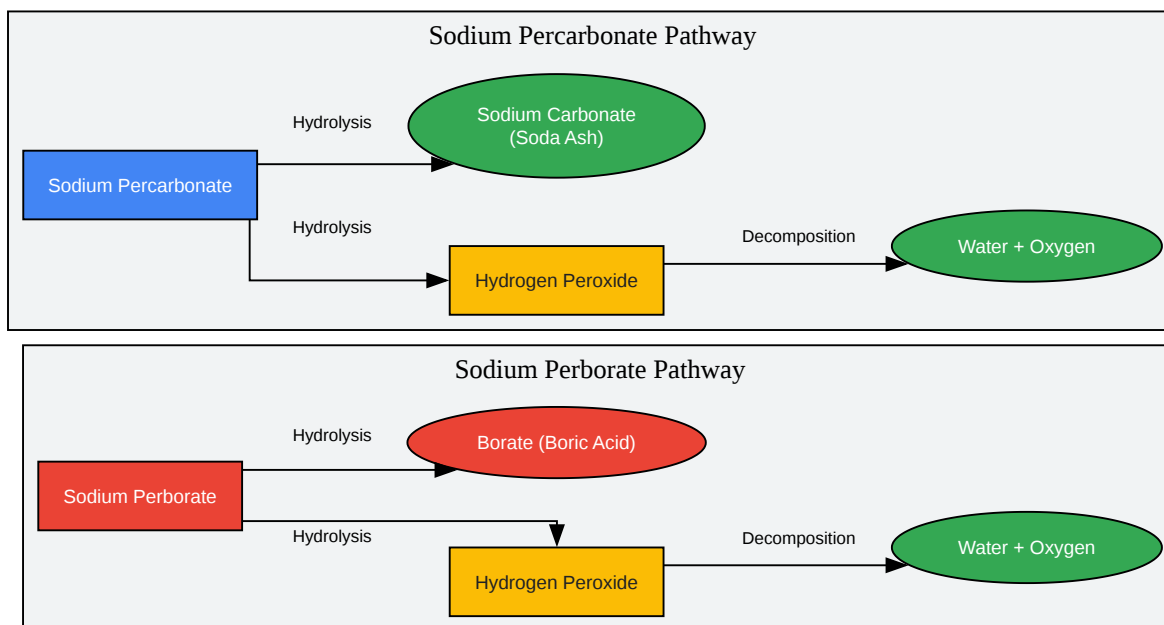 Sodium Percarbonate Pathway
Hydrolysis
Sodium Carbonate
(Soda Ash)
Sodium Percarbonate
Hydrolysis
Hydrogen Peroxide
Decomposition
Water + Oxygen
Sodium Perborate Pathway
Hydrolysis
Borate (Boric Acid)
Sodium Perborate
Hydrolysis
Hydrogen Peroxide
Decomposition
Water + Oxygen